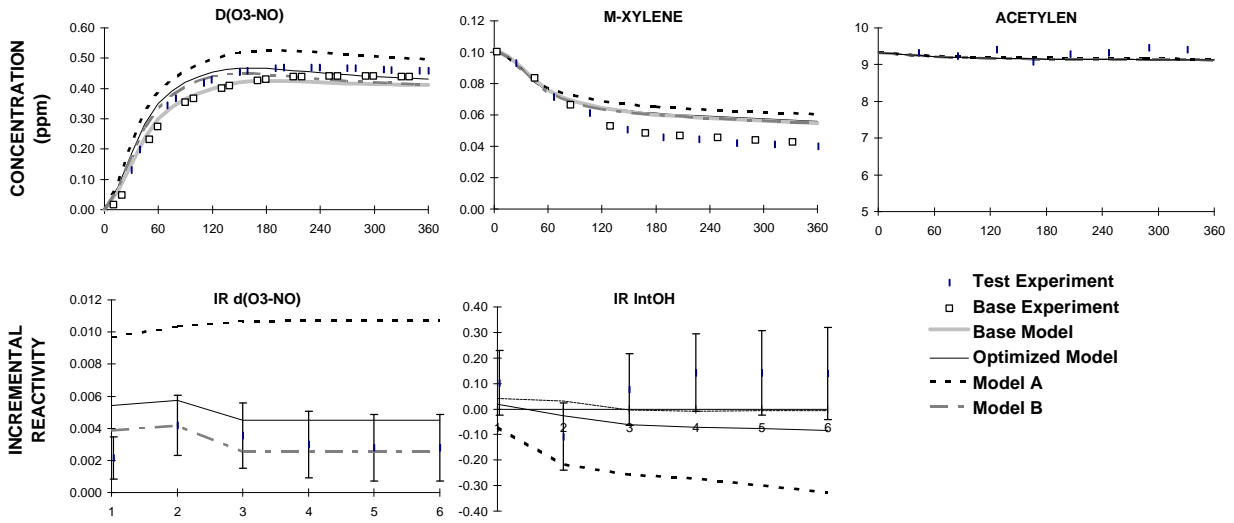 D(O3-NO)
0.60
0.50
0.40
0.30
0.20
0.10
0.00
0 60 120 180 240 300 360
CONCENTRATION
(ppm)
M-XYLENE
0.12
0.10
0.08
0.06
0.04
0.02
0.00
0 60 120 180 240 300 360
ACETYLEN
10
9
8
7
6
5
0 60 120 180 240 300 360
IR d(O3-NO)
0.012
0.010
0.008
0.006
0.004
0.002
0.000
1 2 3 4 5 6
INCREMENTAL
REACTIVITY
IR IntOH
0.40
0.30
0.20
0.10
0.00
-0.10
-0.20
-0.30
-0.40
1 2 3 4 5 6
Test Experiment
Base Experiment
Base Model
Optimized Model
Model A
Model B